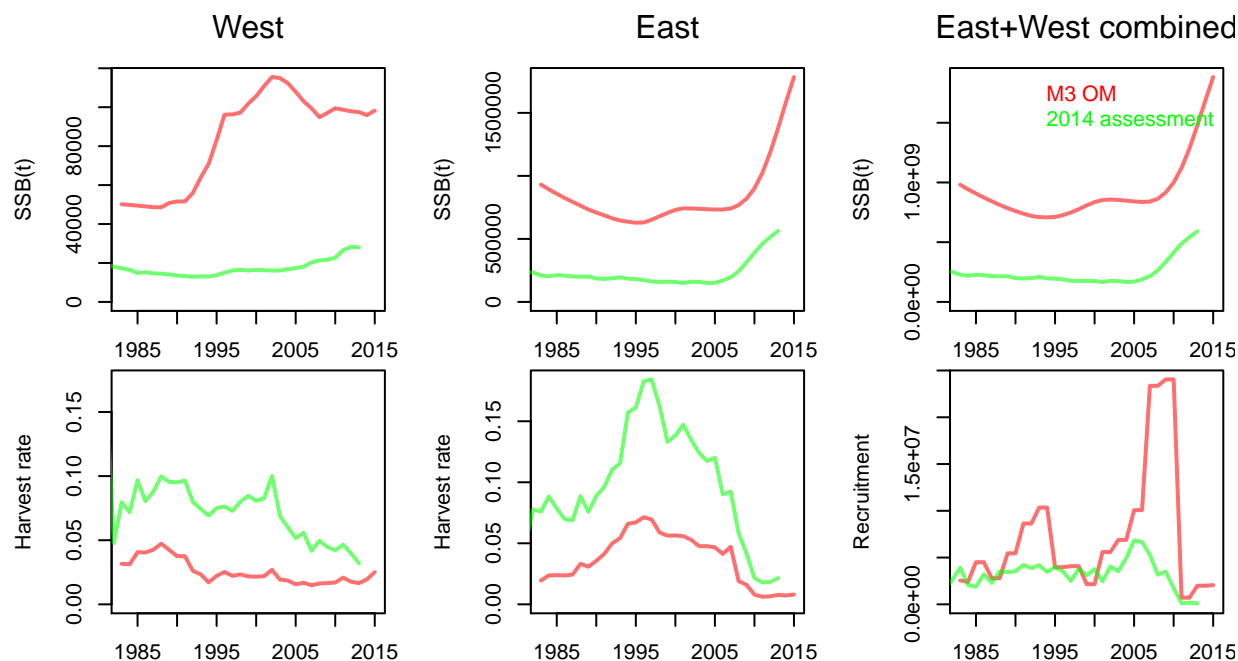 West
East
East+West combined
SSB(t)
0
40000
80000
SSB(t)
0
500000
1500000
SSB(t)
0.0e+00
1.0e+09
M3 OM
2014 assessment
1985
1995
2005
2015
1985
1995
2005
2015
1985
1995
2005
2015
Harvest rate
0.00
0.05
0.10
0.15
Harvest rate
0.00
0.05
0.10
0.15
Recruitment
0.0e+00
1.5e+07
1985
1995
2005
2015
1985
1995
2005
2015
1985
1995
2005
2015